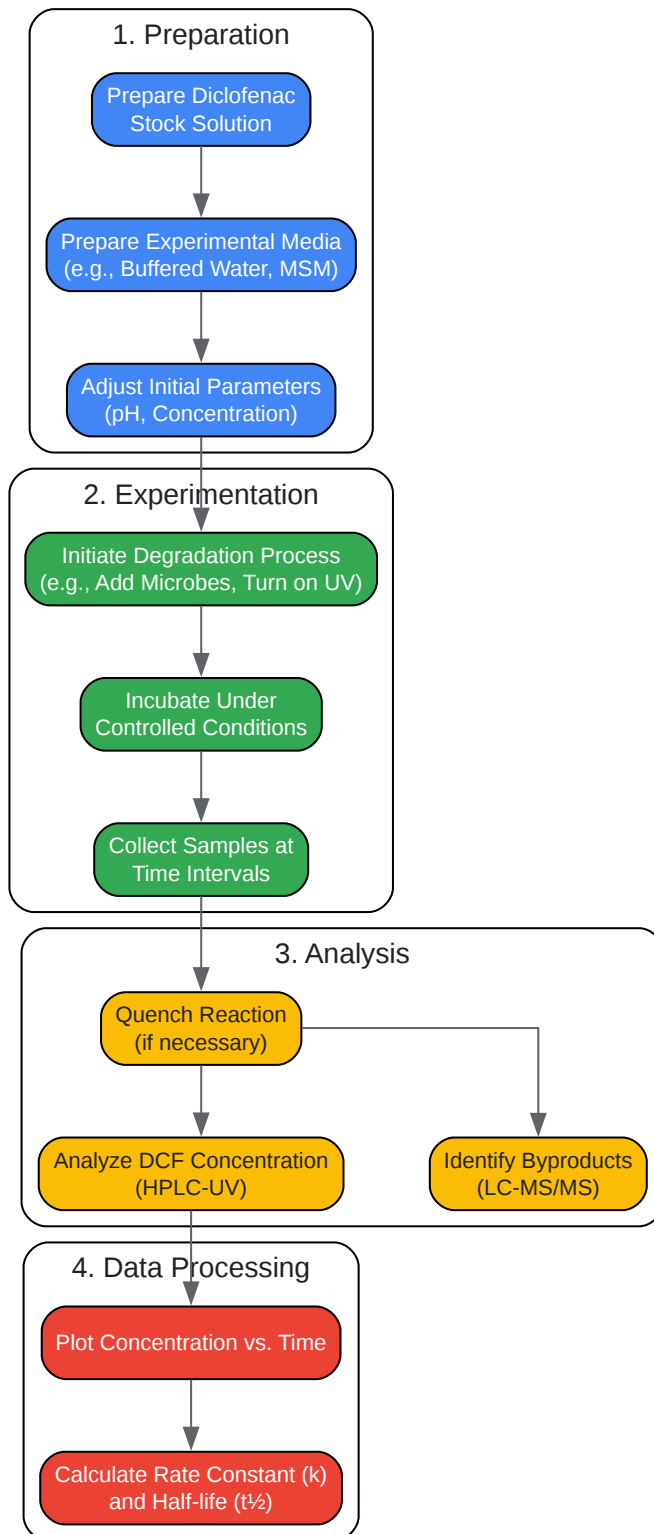 1. Preparation
Prepare Diclofenac
Stock Solution
Prepare Experimental Media
(e.g., Buffered Water, MSM)
Adjust Initial Parameters
(pH, Concentration)
2. Experimentation
Initiate Degradation Process
(e.g., Add Microbes, Turn on UV)
Incubate Under
Controlled Conditions
Collect Samples at
Time Intervals
3. Analysis
Quench Reaction
(if necessary)
Analyze DCF Concentration
(HPLC-UV)
Identify Byproducts
(LC-MS/MS)
4. Data Processing
Plot Concentration vs. Time
Calculate Rate Constant (k)
and Half-life (t½)